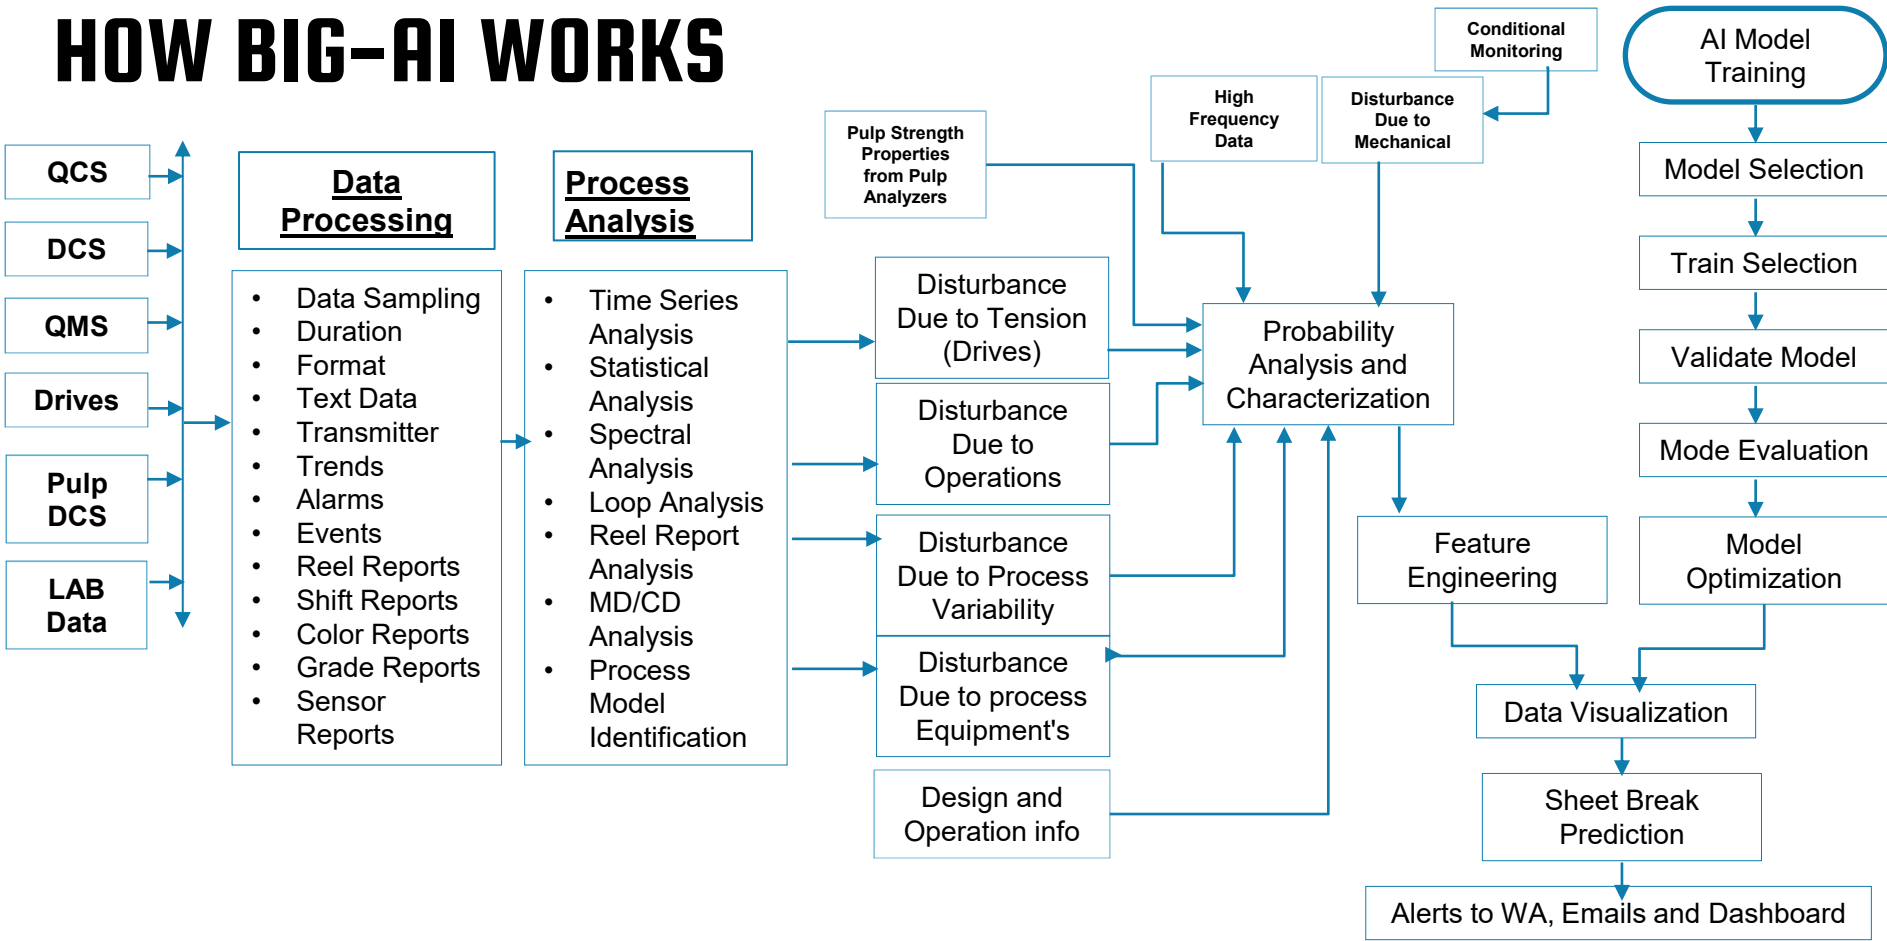 HOW BIG-AI WORKS
QCS
DCS
QMS
Drives
Pulp
DCS
LAB
Data
Data
Processing
• Data Sampling
• Duration
• Format
• Text Data
• Transmitter
• Trends
• Alarms
• Events
• Reel Reports
• Shift Reports
• Color Reports
• Grade Reports
• Sensor
Reports
Process
Analysis
• Time Series
Analysis
• Statistical
Analysis
• Spectral
Analysis
• Loop Analysis
• Reel Report
Analysis
• MD/CD
Analysis
• Process
Model
Identification
Pulp Strength
Properties
from Pulp
Analyzers
Disturbance
Due to Tension
(Drives)
Disturbance
Due to
Operations
Disturbance
Due to Process
Variability
Disturbance
Due to process
Equipment's
Design and
Operation info
High
Frequency
Data
Disturbance
Due to
Mechanical
Conditional
Monitoring
Probability
Analysis and
Characterization
Feature
Engineering
AI Model
Training
Model Selection
Train Selection
Validate Model
Mode Evaluation
Model
Optimization
Data Visualization
Sheet Break
Prediction
Alerts to WA, Emails and Dashboard